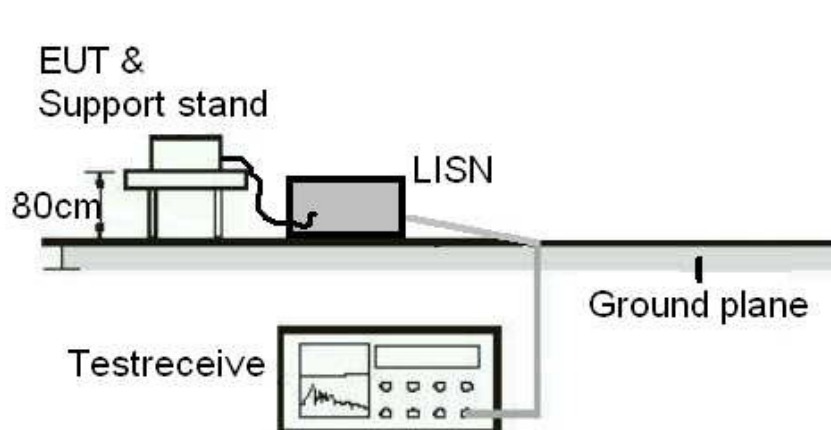 EUT &
Support stand
LISN
80cm
Ground plane
Testreceive